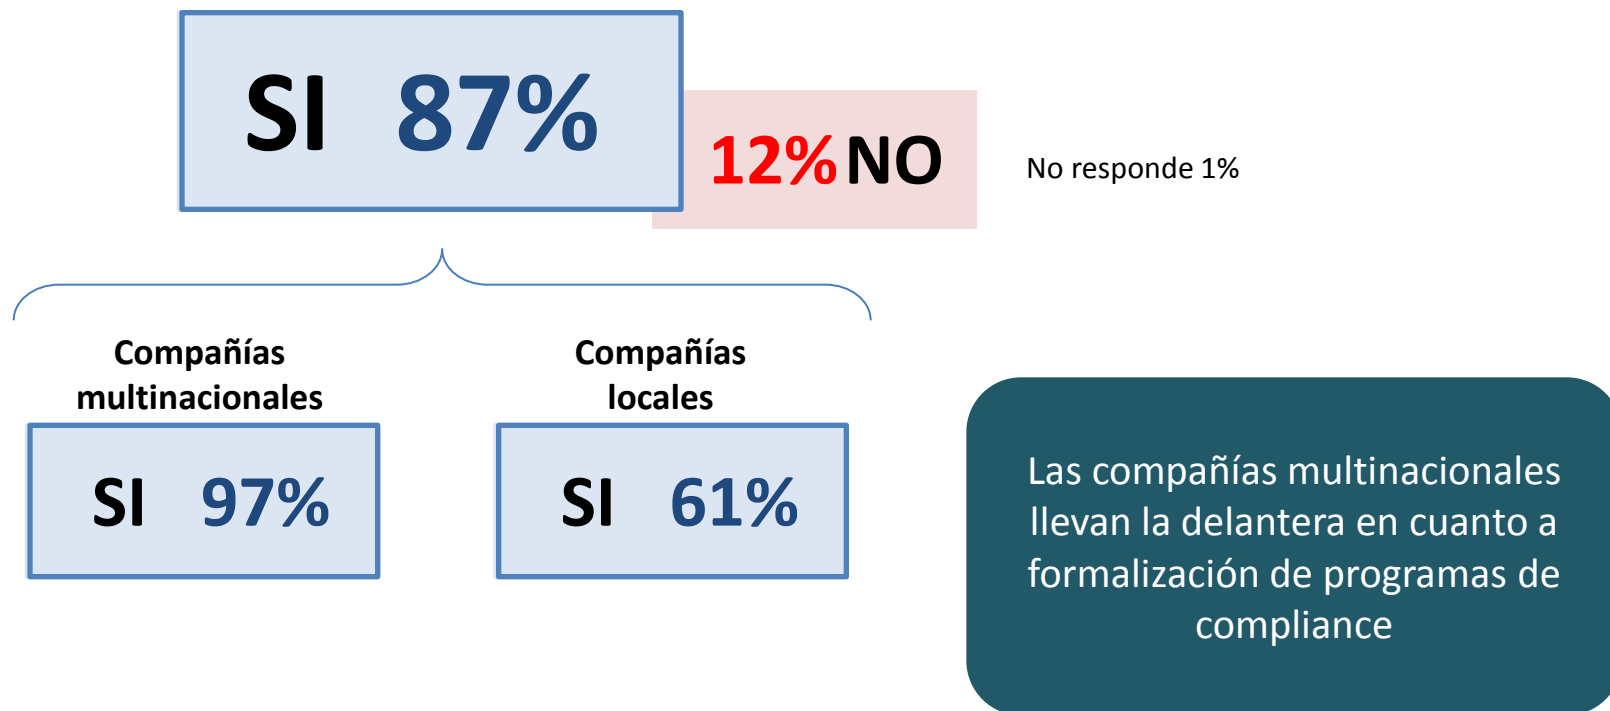 SI 87%
12% NO
No responde 1%
Compañías
multinacionales
SI 97%
Compañías
locales
SI 61%
Las compañías multinacionales
llevan la delantera en cuanto a
formalización de programas de
compliance